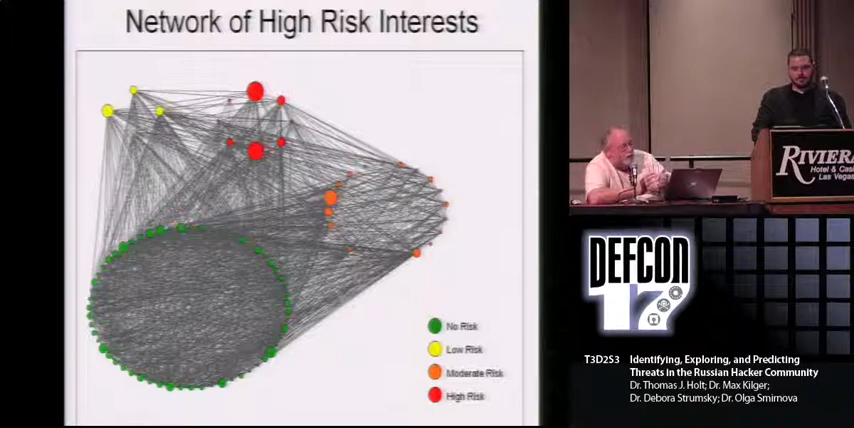 Network of High Risk Interests
No Risk
Low Risk
Moderate Risk
High Risk
RIVIERA
Hotel & Cas
Las Vegas
DEFCON
17
T3D2S3 Identifying, Exploring, and Predicting
Threats in the Russian Hacker Community
Dr. Thomas J. Holt; Dr. Max Kilger;
Dr. Debora Strumsky; Dr. Olga Smirnova